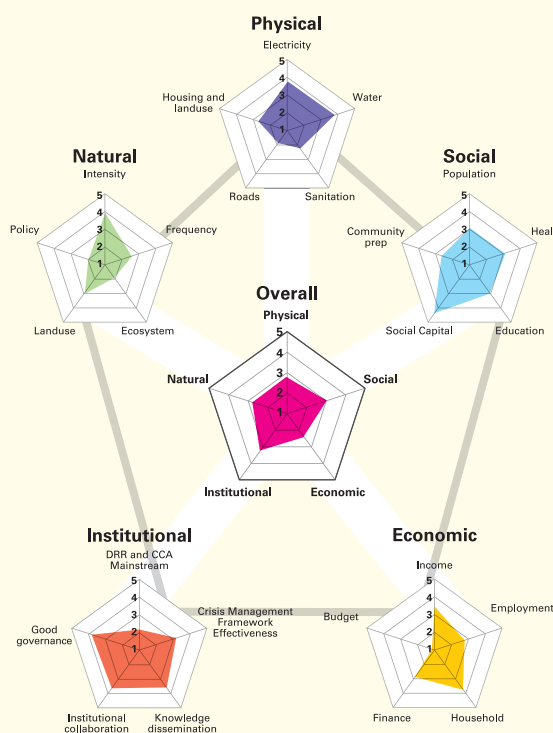 Physical
Electricity
5
4
3
2
1
Housing and
landuse
Water
Roads
Sanitation
Natural
Intensity
5
4
3
2
1
Policy
Frequency
Landuse
Ecosystem
Social
Population
5
4
3
2
1
Community
prep
Heal
Social Capital
Education
Overall
Physical
5
4
3
2
1
Natural
Social
Institutional
Economic
Institutional
DRR and CCA
Mainstream
5
4
3
2
1
Good
governance
Crisis Management
Framework
Effectiveness
Institutional
collaboration
Knowledge
dissemination
Economic
Income
5
4
3
2
1
Budget
Employment
Finance
Household